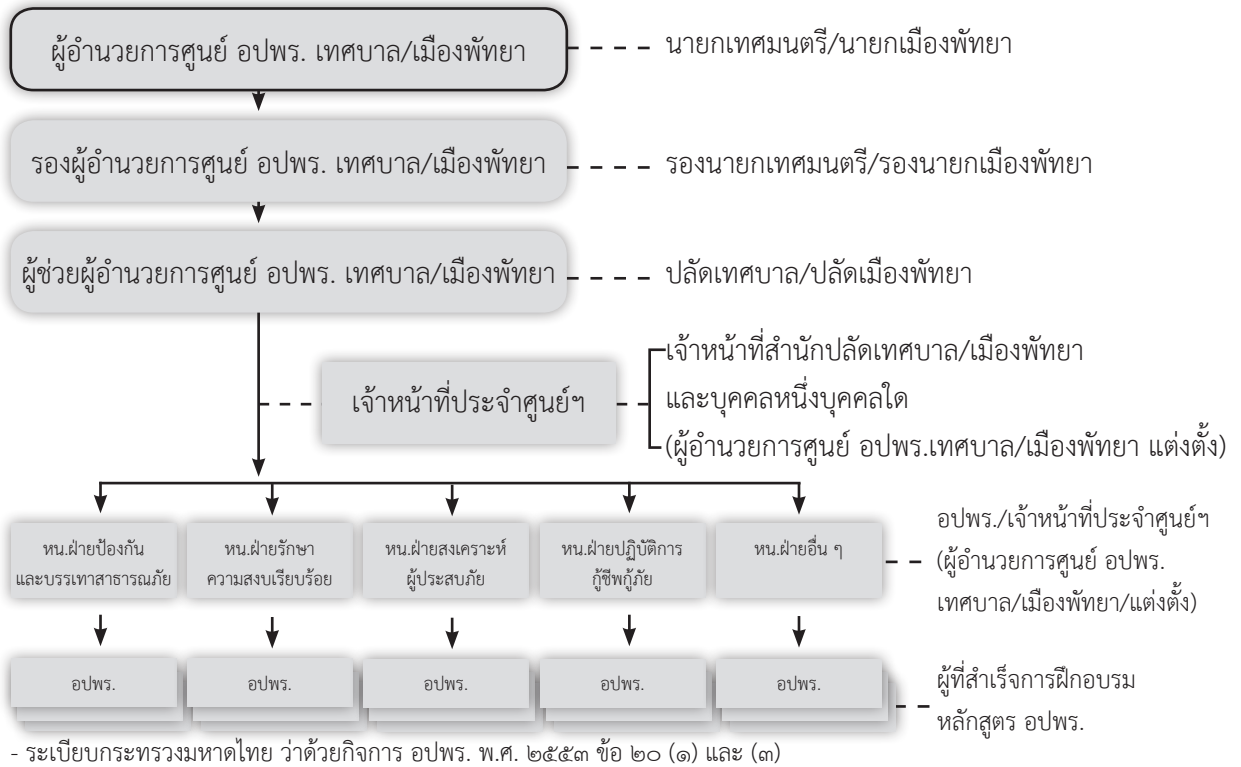 ผู้อำนวยการศูนย์ อปพร. เทศบาล/เมืองพัทยา
นายกเทศมนตรี/นายกเมืองพัทยา
รองผู้อำนวยการศูนย์ อปพร. เทศบาล/เมืองพัทยา
รองนายกเทศมนตรี/รองนายกเมืองพัทยา
ผู้ช่วยผู้อำนวยการศูนย์ อปพร. เทศบาล/เมืองพัทยา
ปลัดเทศบาล/ปลัดเมืองพัทยา
เจ้าหน้าที่ประจำศูนย์ฯ
เจ้าหน้าที่สำนักปลัดเทศบาล/เมืองพัทยา
และบุคคลหนึ่งบุคคลใด
(ผู้อำนวยการศูนย์ อปพร.เทศบาล/เมืองพัทยา แต่งตั้ง)
หน.ฝ่ายป้องกัน
และบรรเทาสาธารณภัย
หน.ฝ่ายรักษา
ความสงบเรียบร้อย
หน.ฝ่ายสงเคราะห์
ผู้ประสบภัย
หน.ฝ่ายปฏิบัติการ
กู้ชีพกู้ภัย
หน.ฝ่ายอื่น ๆ
อปพร./เจ้าหน้าที่ประจำศูนย์ฯ
(ผู้อำนวยการศูนย์ อปพร.
เทศบาล/เมืองพัทยา/แต่งตั้ง)
อปพร.
อปพร.
อปพร.
อปพร.
อปพร.
ผู้ที่สำเร็จการฝึกอบรม
หลักสูตร อปพร.
- ระเบียบกระทรวงมหาดไทย ว่าด้วยกิจการ อปพร. พ.ศ. ๒๕๕๓ ข้อ ๒๐ (๑) และ (๓)